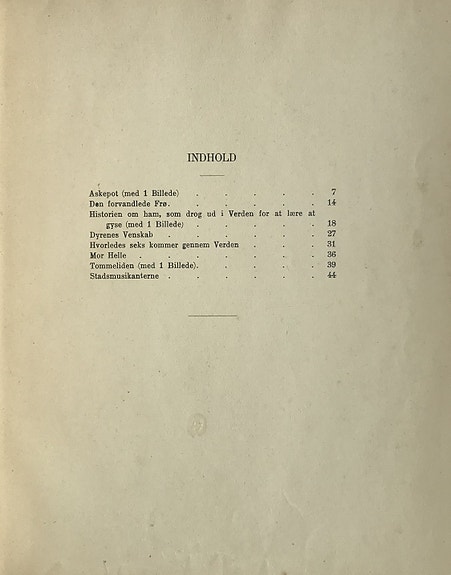 INDHOLD
Askepot (med 1 Billede) . . . . . 7
Den forvandlede Frø. . . . . . 14
Historien om ham, som drog ud i Verden for at lære at
gyse (med 1 Billede) . . . . . 18
Dyrenes Venskab . . . . . . 27
Hvorledes seks kommer gennem Verden . . . 31
Mor Helle . . . . . . . 36
Tommeliden (med 1 Billede). . . . . 39
Stadsmusikanterne . . . . . . 44